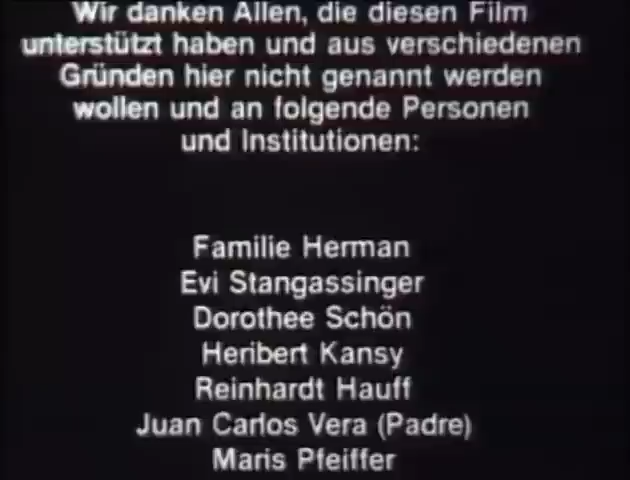 Wir danken Allen, die diesen Film
unterstützt haben und aus verschiedenen
Gründen hier nicht genannt werden
wollen und an folgende Personen
und Institutionen:
Familie Herman
Evi Stangassinger
Dorothee Schön
Heribert Kansy
Reinhardt Hauff
Juan Carlos Vera (Padre)
Maris Pfeiffer